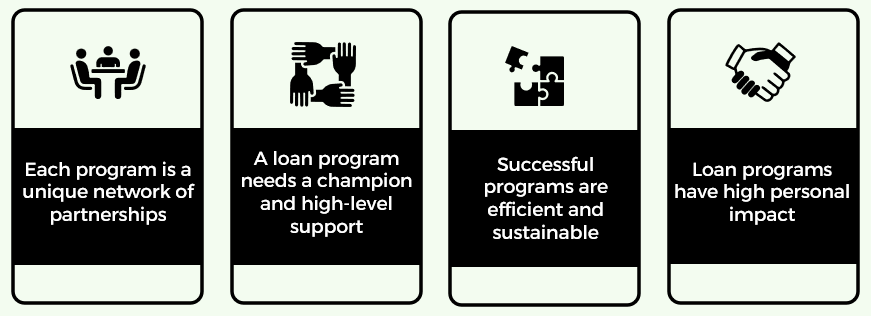 Each program is a
unique network of
partnerships
A loan program
needs a champion
and high-level
support
Successful
programs are
efficient and
sustainable
Loan programs
have high personal
impact